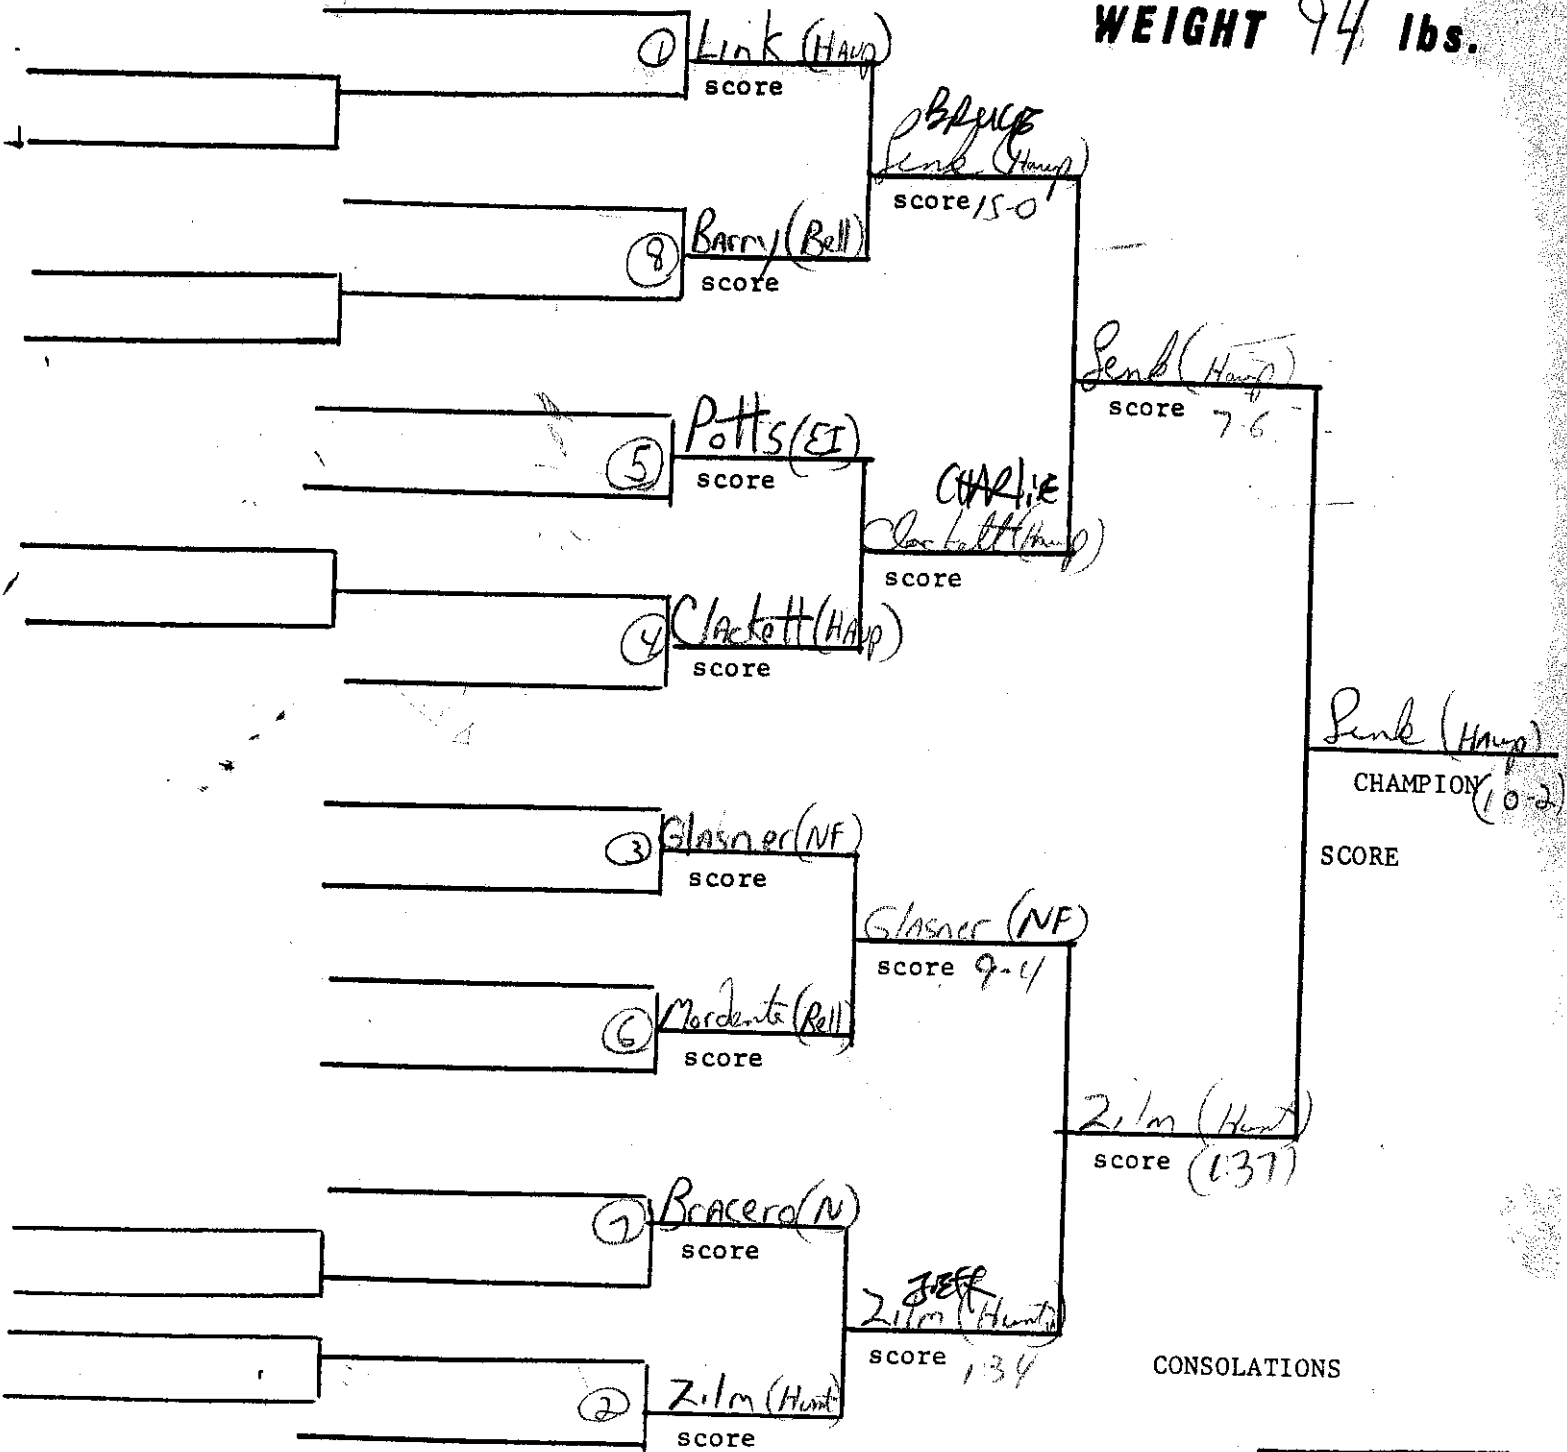 WEIGHT 94 lbs.
① Link (Haup)
score
BRUCE
Link (Haup)
score 15-0
⑧ Barry (Bell)
score
Link (Haup)
score 7-6
⑤ Potts (EI)
score
CHARliE
Clackett (Haup)
score
④ Clackett (HAup)
score
Link (Haup)
CHAMPION (10-2)
SCORE
③ Glasner (NF)
score
Glasner (NF)
score 9-4
⑥ Mordente (Bell)
score
Zilm (Hunt)
score (1:37)
⑦ Bracero (N)
score
JEFF
Zilm (Hunt)
score 1:34
CONSOLATIONS
② Zilm (Hunt)
score